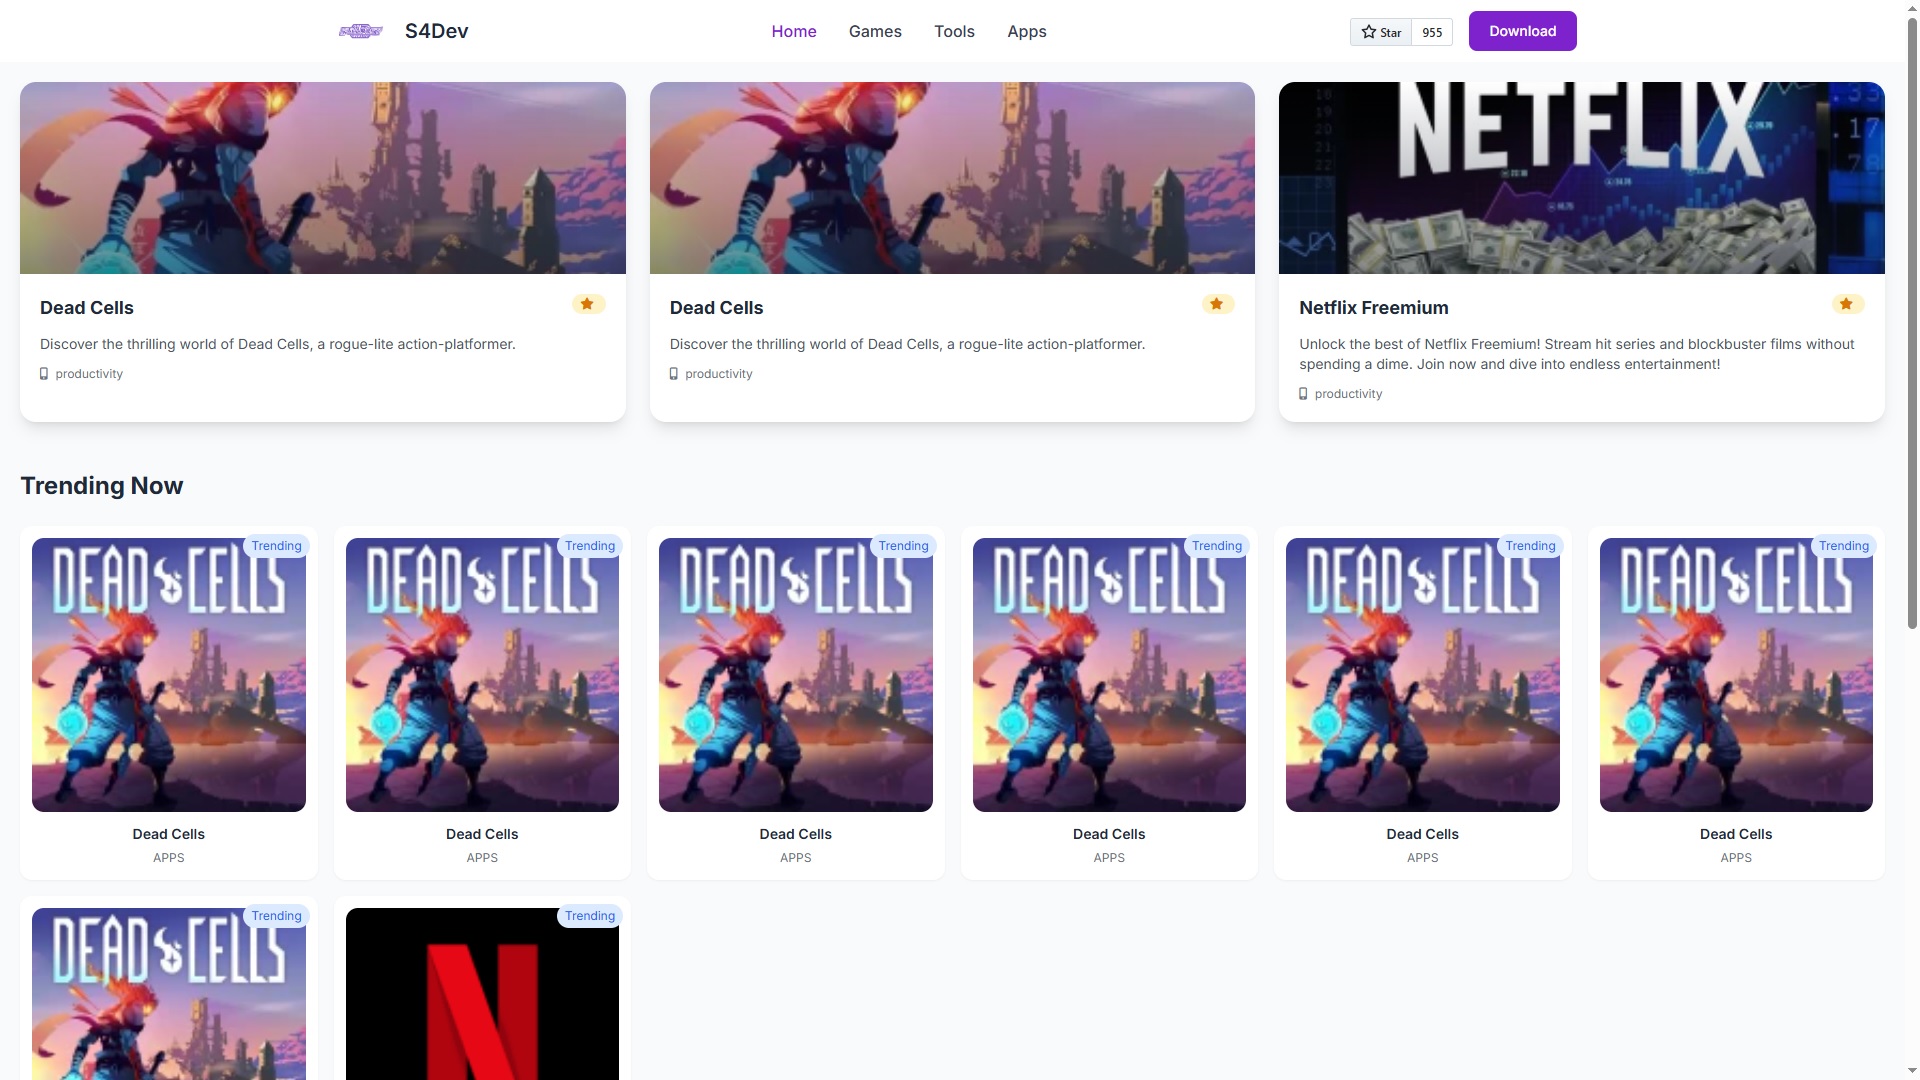 S4Dev
Home
Games
Tools
Apps
Star
955
Download
NETFLIX
Dead Cells
Discover the thrilling world of Dead Cells, a rogue-lite action-platformer.
productivity
Dead Cells
Discover the thrilling world of Dead Cells, a rogue-lite action-platformer.
productivity
Netflix Freemium
Unlock the best of Netflix Freemium! Stream hit series and blockbuster films without
spending a dime. Join now and dive into endless entertainment!
productivity
Trending Now
Trending
DEAD CELLS
Dead Cells
APPS
Trending
DEAD CELLS
Dead Cells
APPS
Trending
DEAD CELLS
Dead Cells
APPS
Trending
DEAD CELLS
Dead Cells
APPS
Trending
DEAD CELLS
Dead Cells
APPS
Trending
DEAD CELLS
Dead Cells
APPS
Trending
DEAD CELLS
Trending
N